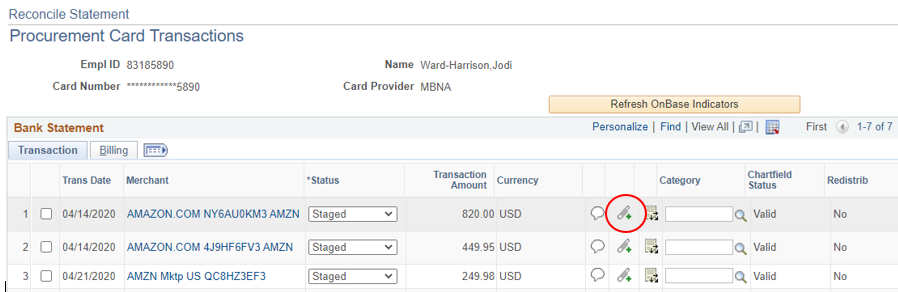 Reconcile Statement
Procurement Card Transactions
Empl ID 83185890 Name Ward-Harrison,Jodi
Card Number ************5890 Card Provider MBNA
Refresh OnBase Indicators
Bank Statement Personalize | Find | View All | | First 1-7 of 7
Transaction Billing
Trans Date Merchant *Status Transaction Amount Currency Category Chartfield Status Redistrib
1 04/14/2020 AMAZON.COM NY6AU0KM3 AMZN Staged 820.00 USD Valid No
2 04/14/2020 AMAZON.COM 4J9HF6FV3 AMZN Staged 449.95 USD Valid No
3 04/21/2020 AMZN Mktp US QC8HZ3EF3 Staged 249.98 USD Valid No